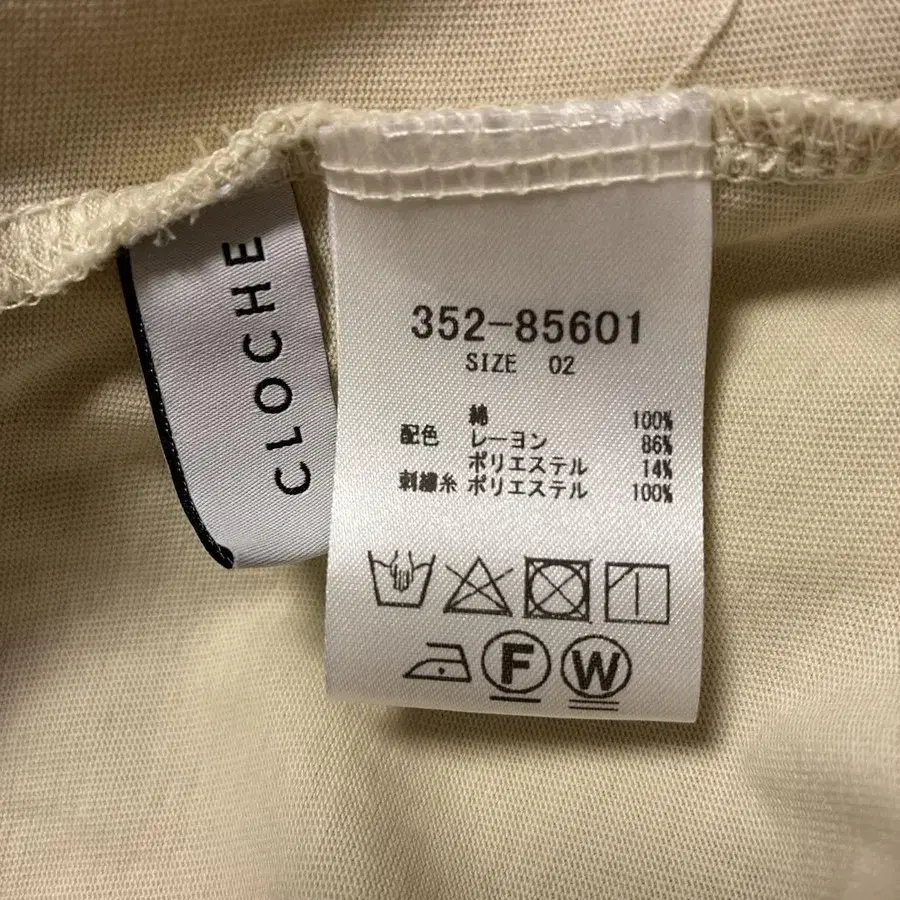 CLOCHE
352-85601
SIZE 02
綿 100%
配色 レーヨン 86%
ポリエステル 14%
刺繍糸 ポリエステル 100%
F W